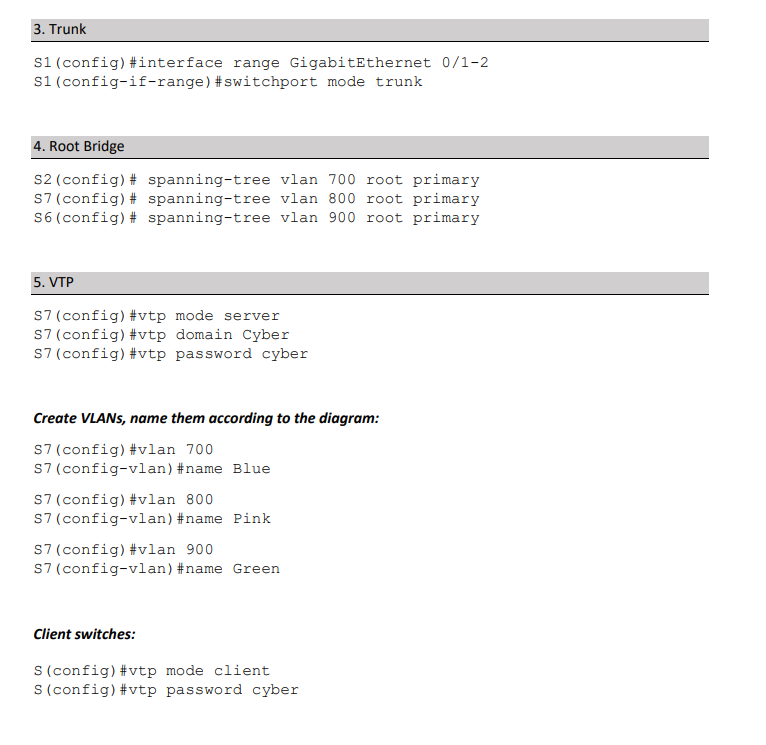 3. Trunk
S1(config)#interface range GigabitEthernet 0/1-2
S1(config-if-range)#switchport mode trunk
4. Root Bridge
S2(config)# spanning-tree vlan 700 root primary
S7(config)# spanning-tree vlan 800 root primary
S6(config)# spanning-tree vlan 900 root primary
5. VTP
S7(config)#vtp mode server
S7(config)#vtp domain Cyber
S7(config)#vtp password cyber
Create VLANs, name them according to the diagram:
S7(config)#vlan 700
S7(config-vlan)#name Blue
S7(config)#vlan 800
S7(config-vlan)#name Pink
S7(config)#vlan 900
S7(config-vlan)#name Green
Client switches:
S(config)#vtp mode client
S(config)#vtp password cyber